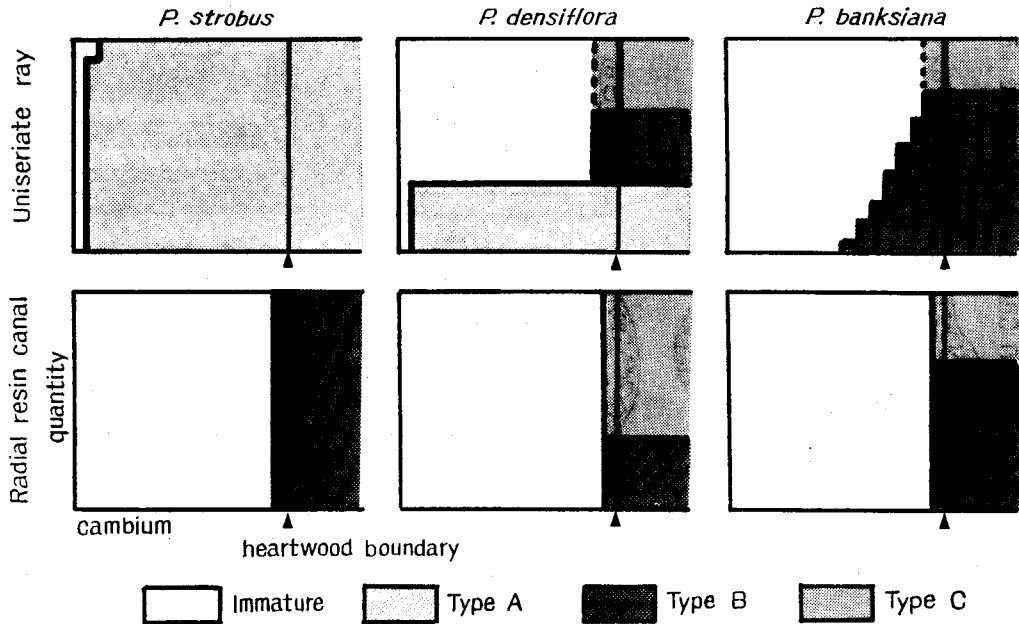 P. strobus
P. densiflora
P. banksiana
Uniseriate ray
Radial resin canal
quantity
cambium
heartwood boundary
Immature
Type A
Type B
Type C